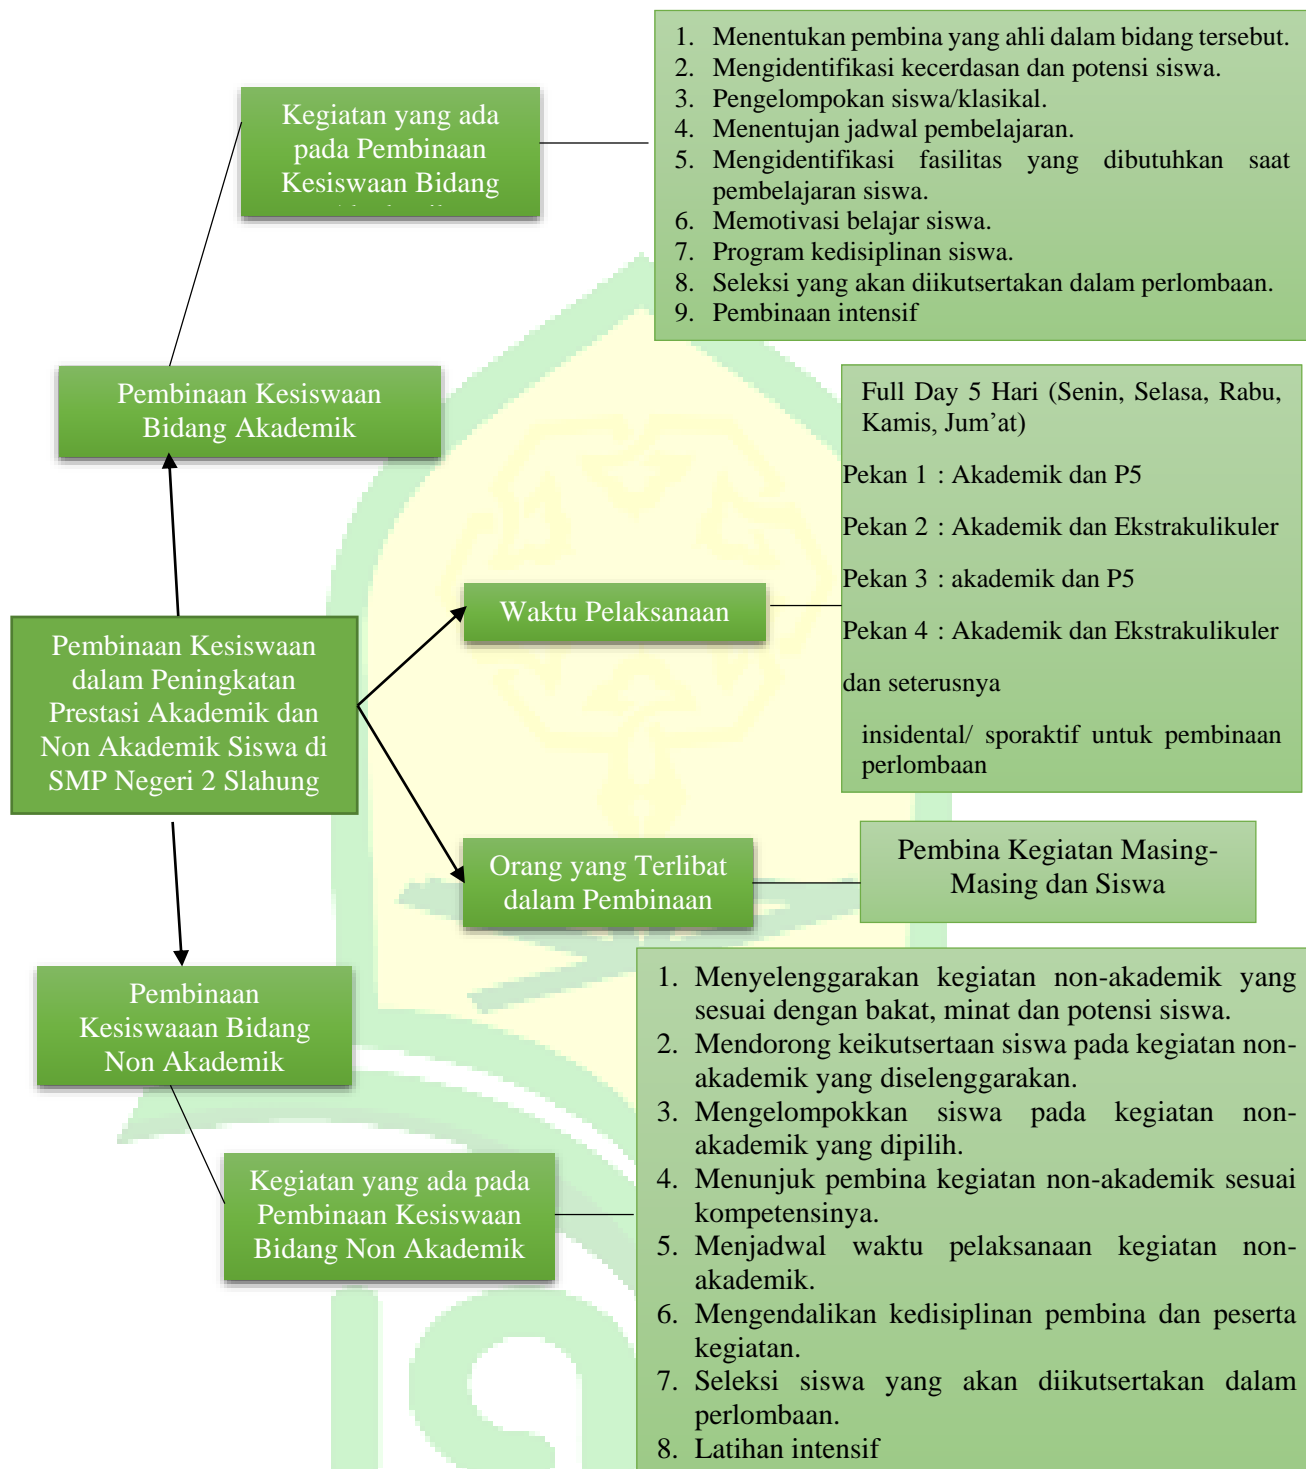 1. Menentukan pembina yang ahli dalam bidang tersebut.
2. Mengidentifikasi kecerdasan dan potensi siswa.
3. Pengelompokan siswa/klasikal.
4. Menentujan jadwal pembelajaran.
5. Mengidentifikasi fasilitas yang dibutuhkan saat
pembelajaran siswa.
6. Memotivasi belajar siswa.
7. Program kedisiplinan siswa.
8. Seleksi yang akan diikutsertakan dalam perlombaan.
9. Pembinaan intensif
Kegiatan yang ada
pada Pembinaan
Kesiswaan Bidang
Pembinaan Kesiswaan
Bidang Akademik
Full Day 5 Hari (Senin, Selasa, Rabu,
Kamis, Jum’at)
Pekan 1 : Akademik dan P5
Pekan 2 : Akademik dan Ekstrakulikuler
Pekan 3 : akademik dan P5
Pekan 4 : Akademik dan Ekstrakulikuler
dan seterusnya
insidental/ sporaktif untuk pembinaan
perlombaan
Waktu Pelaksanaan
Pembinaan Kesiswaan
dalam Peningkatan
Prestasi Akademik dan
Non Akademik Siswa di
SMP Negeri 2 Slahung
Orang yang Terlibat
dalam Pembinaan
Pembina Kegiatan Masing-
Masing dan Siswa
Pembinaan
Kesiswaaan Bidang
Non Akademik
Kegiatan yang ada pada
Pembinaan Kesiswaan
Bidang Non Akademik
1. Menyelenggarakan kegiatan non-akademik yang
sesuai dengan bakat, minat dan potensi siswa.
2. Mendorong keikutsertaan siswa pada kegiatan non-
akademik yang diselenggarakan.
3. Mengelompokkan siswa pada kegiatan non-
akademik yang dipilih.
4. Menunjuk pembina kegiatan non-akademik sesuai
kompetensinya.
5. Menjadwal waktu pelaksanaan kegiatan non-
akademik.
6. Mengendalikan kedisiplinan pembina dan peserta
kegiatan.
7. Seleksi siswa yang akan diikutsertakan dalam
perlombaan.
8. Latihan intensif